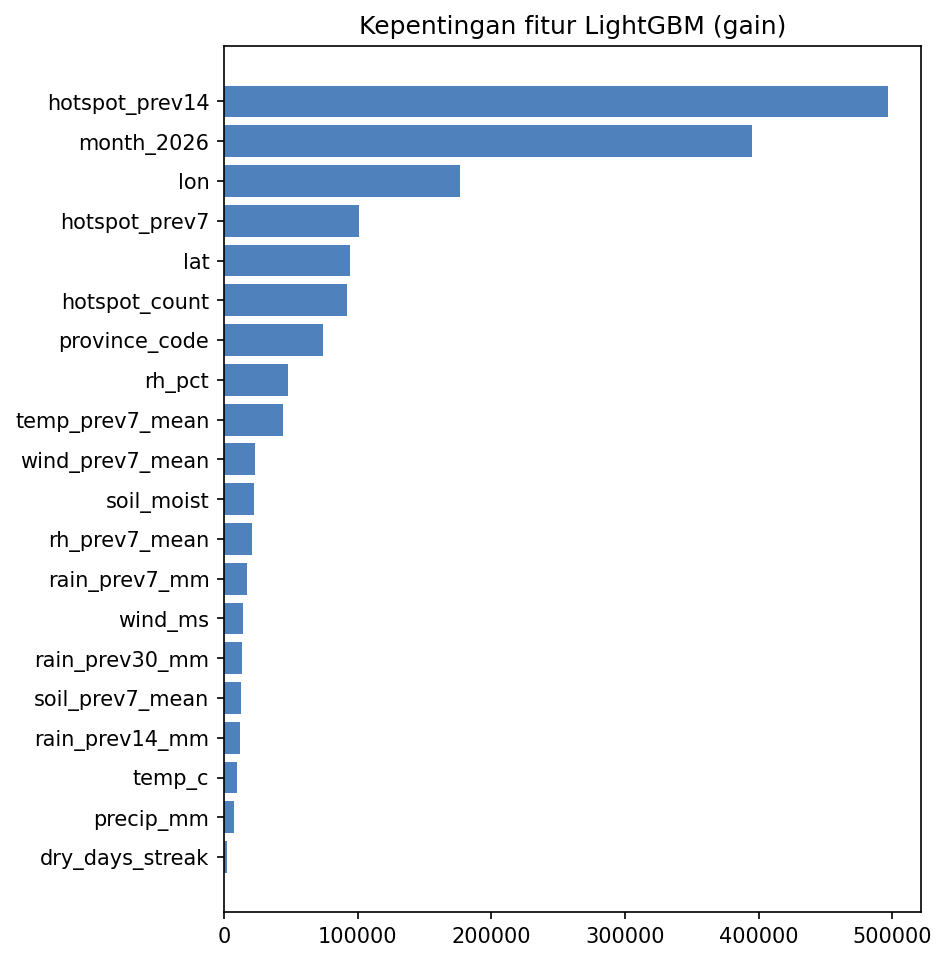 Kepentingan fitur LightGBM (gain)
hotspot_prev14
month_2026
lon
hotspot_prev7
lat
hotspot_count
province_code
rh_pct
temp_prev7_mean
wind_prev7_mean
soil_moist
rh_prev7_mean
rain_prev7_mm
wind_ms
rain_prev30_mm
soil_prev7_mean
rain_prev14_mm
temp_c
precip_mm
dry_days_streak
0 100000 200000 300000 400000 500000